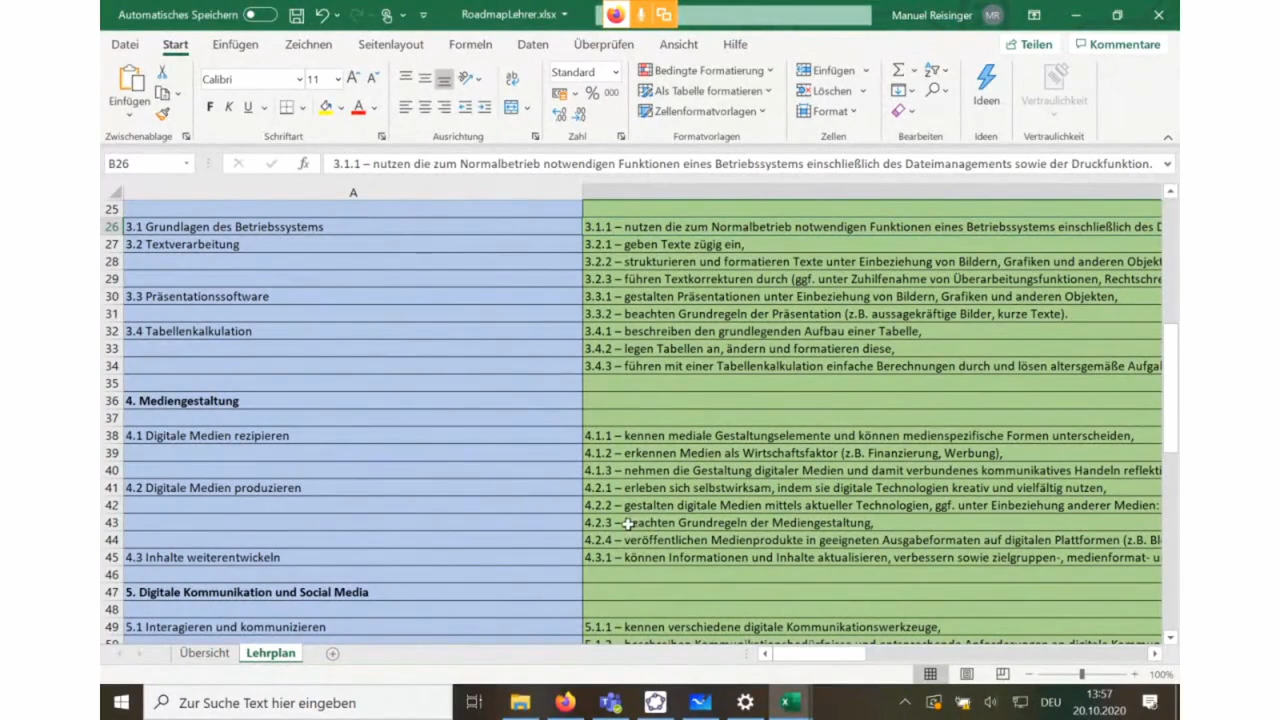 Automatisches Speichern
RoadmapLehrer.xlsx
Manuel Reisinger
MR
Datei Start Einfügen Zeichnen Seitenlayout Formeln Daten Überprüfen Ansicht Hilfe Teilen Kommentare
Einfügen
Calibri 11
F K U
Standard
% 000
Bedingte Formatierung
Als Tabelle formatieren
Zellenformatvorlagen
Einfügen
Löschen
Format
Ideen
Vertraulichkeit
Zwischenablage Schriftart Ausrichtung Zahl Formatvorlagen Zellen Bearbeiten Ideen Vertraulichkeit
B26 fx 3.1.1 – nutzen die zum Normalbetrieb notwendigen Funktionen eines Betriebssystems einschließlich des Dateimanagements sowie der Druckfunktion.
A
25
26 3.1 Grundlagen des Betriebssystems 3.1.1 – nutzen die zum Normalbetrieb notwendigen Funktionen eines Betriebssystems einschließlich des D
27 3.2 Textverarbeitung 3.2.1 – geben Texte zügig ein,
28 3.2.2 – strukturieren und formatieren Texte unter Einbeziehung von Bildern, Grafiken und anderen Objekt
29 3.2.3 – führen Textkorrekturen durch (ggf. unter Zuhilfenahme von Überarbeitungsfunktionen, Rechtschre
30 3.3 Präsentationssoftware 3.3.1 – gestalten Präsentationen unter Einbeziehung von Bildern, Grafiken und anderen Objekten,
31 3.3.2 – beachten Grundregeln der Präsentation (z.B. aussagekräftige Bilder, kurze Texte).
32 3.4 Tabellenkalkulation 3.4.1 – beschreiben den grundlegenden Aufbau einer Tabelle,
33 3.4.2 – legen Tabellen an, ändern und formatieren diese,
34 3.4.3 – führen mit einer Tabellenkalkulation einfache Berechnungen durch und lösen altersgemäße Aufgal
35
36 4. Mediengestaltung
37
38 4.1 Digitale Medien rezipieren 4.1.1 – kennen mediale Gestaltungselemente und können medienspezifische Formen unterscheiden,
39 4.1.2 – erkennen Medien als Wirtschaftsfaktor (z.B. Finanzierung, Werbung),
40 4.1.3 – nehmen die Gestaltung digitaler Medien und damit verbundenes kommunikatives Handeln reflekti
41 4.2 Digitale Medien produzieren 4.2.1 – erleben sich selbstwirksam, indem sie digitale Technologien kreativ und vielfältig nutzen,
42 4.2.2 – gestalten digitale Medien mittels aktueller Technologien, ggf. unter Einbeziehung anderer Medien:
43 4.2.3 – beachten Grundregeln der Mediengestaltung,
44 4.2.4 – veröffentlichen Medienprodukte in geeigneten Ausgabeformaten auf digitalen Plattformen (z.B. Bl
45 4.3 Inhalte weiterentwickeln 4.3.1 – können Informationen und Inhalte aktualisieren, verbessern sowie zielgruppen-, medienformat- u
46
47 5. Digitale Kommunikation und Social Media
48
49 5.1 Interagieren und kommunizieren 5.1.1 – kennen verschiedene digitale Kommunikationswerkzeuge,
Übersicht Lehrplan
100%
Zur Suche Text hier eingeben
DEU
13:57
20.10.2020